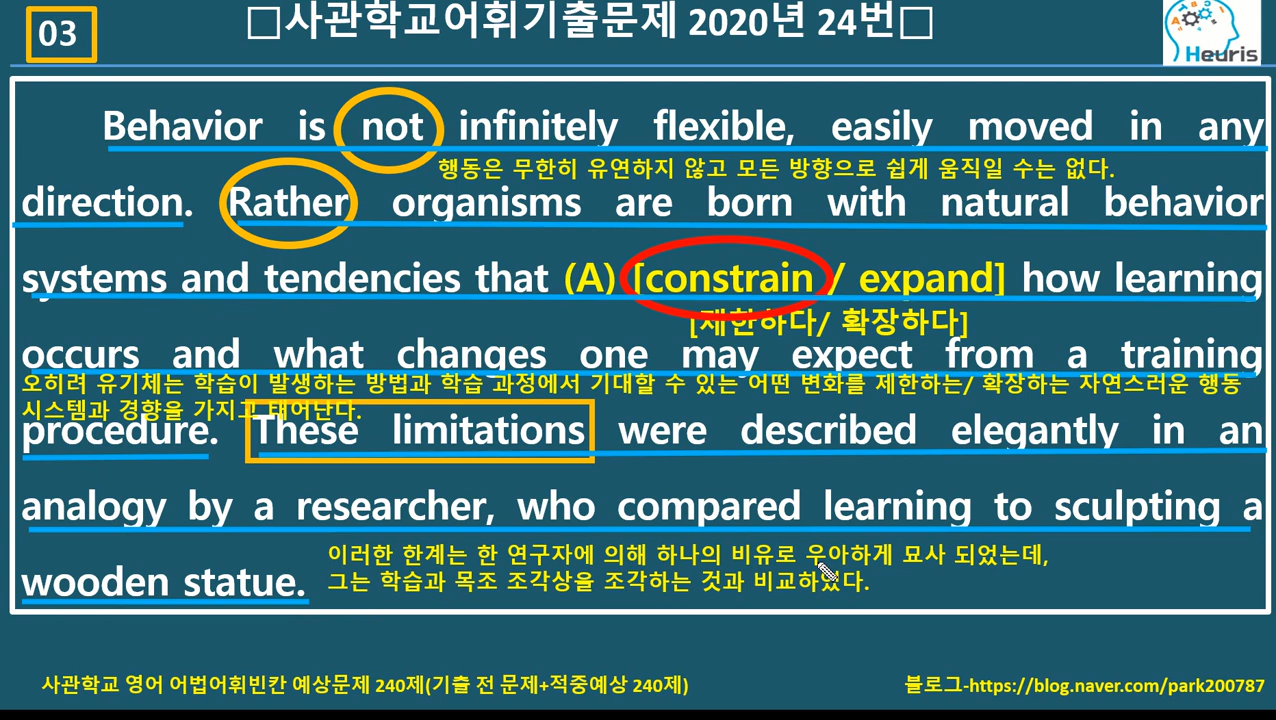 03
□사관학교어휘기출문제 2020년 24번□
Heuris
Behavior is not infinitely flexible, easily moved in any
행동은 무한히 유연하지 않고 모든 방향으로 쉽게 움직일 수는 없다.
direction. Rather organisms are born with natural behavior
systems and tendencies that (A) [constrain / expand] how learning
[제한하다/ 확장하다]
occurs and what changes one may expect from a training
오히려 유기체는 학습이 발생하는 방법과 학습 과정에서 기대할 수 있는 어떤 변화를 제한하는/ 확장하는 자연스러운 행동
시스템과 경향을 가지고 태어난다.
procedure. These limitations were described elegantly in an
analogy by a researcher, who compared learning to sculpting a
이러한 한계는 한 연구자에 의해 하나의 비유로 우아하게 묘사 되었는데,
wooden statue.
그는 학습과 목조 조각상을 조각하는 것과 비교하였다.
사관학교 영어 어법어휘빈칸 예상문제 240제(기출 전 문제+적중예상 240제)
블로그-https://blog.naver.com/park200787